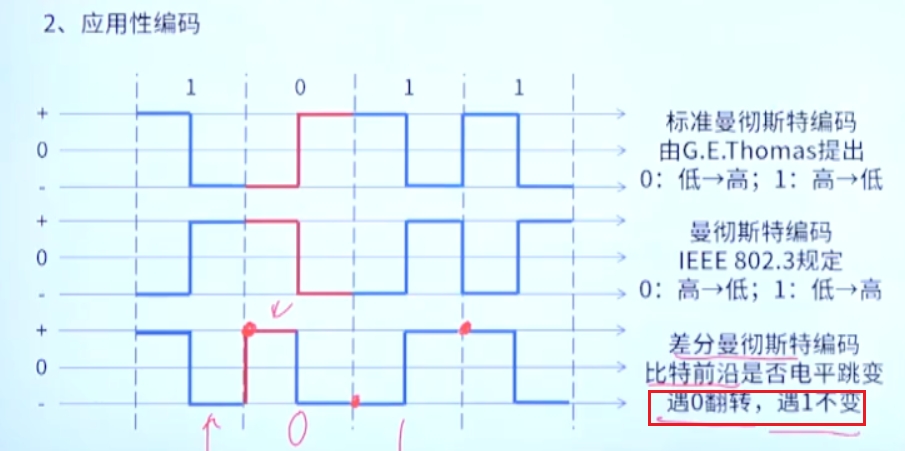 2、应用性编码
1 0 1 1
+
0
-
标准曼彻斯特编码
由G.E.Thomas提出
0：低→高；1：高→低
+
0
-
曼彻斯特编码
IEEE 802.3规定
0：高→低；1：低→高
+
0
-
差分曼彻斯特编码
比特前沿是否电平跳变
遇0翻转，遇1不变
0 1